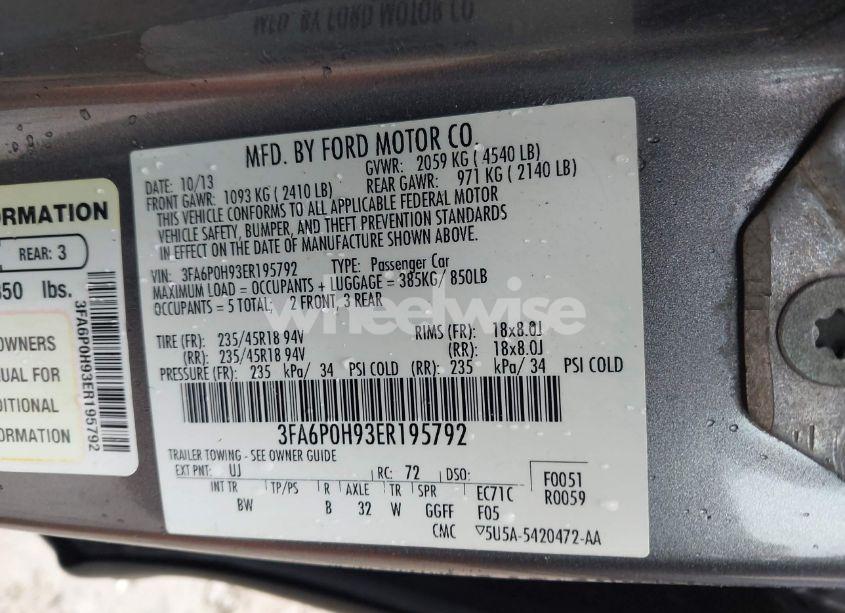 MFD. BY FORD MOTOR CO
MFD. BY FORD MOTOR CO.
DATE: 10/13 GVWR: 2059 KG ( 4540 LB)
FRONT GAWR: 1093 KG ( 2410 LB) REAR GAWR: 971 KG ( 2140 LB)
THIS VEHICLE CONFORMS TO ALL APPLICABLE FEDERAL MOTOR
VEHICLE SAFETY, BUMPER, AND THEFT PREVENTION STANDARDS
IN EFFECT ON THE DATE OF MANUFACTURE SHOWN ABOVE.
VIN: 3FA6P0H93ER195792 TYPE: Passenger Car
MAXIMUM LOAD = OCCUPANTS + LUGGAGE = 385KG/ 850LB
OCCUPANTS = 5 TOTAL, 2 FRONT, 3 REAR
TIRE (FR): 235/45R18 94V RIMS (FR): 18x8.0J
(RR): 235/45R18 94V (RR): 18x8.0J
PRESSURE (FR): 235 kPa/ 34 PSI COLD (RR): 235 kPa/ 34 PSI COLD
3FA6P0H93ER195792
TRAILER TOWING - SEE OWNER GUIDE
EXT PNT: UJ RC: 72 DSO: F0051
INT TR TP/PS R AXLE TR SPR EC71C R0059
BW B 32 W GGFF F05
CMC ▽5U5A-5420472-AA
ORMATION
REAR: 3
850 lbs.
OWNERS
UAL FOR
DITIONAL
ORMATION
3FA6P0H93ER195792
wheelwise